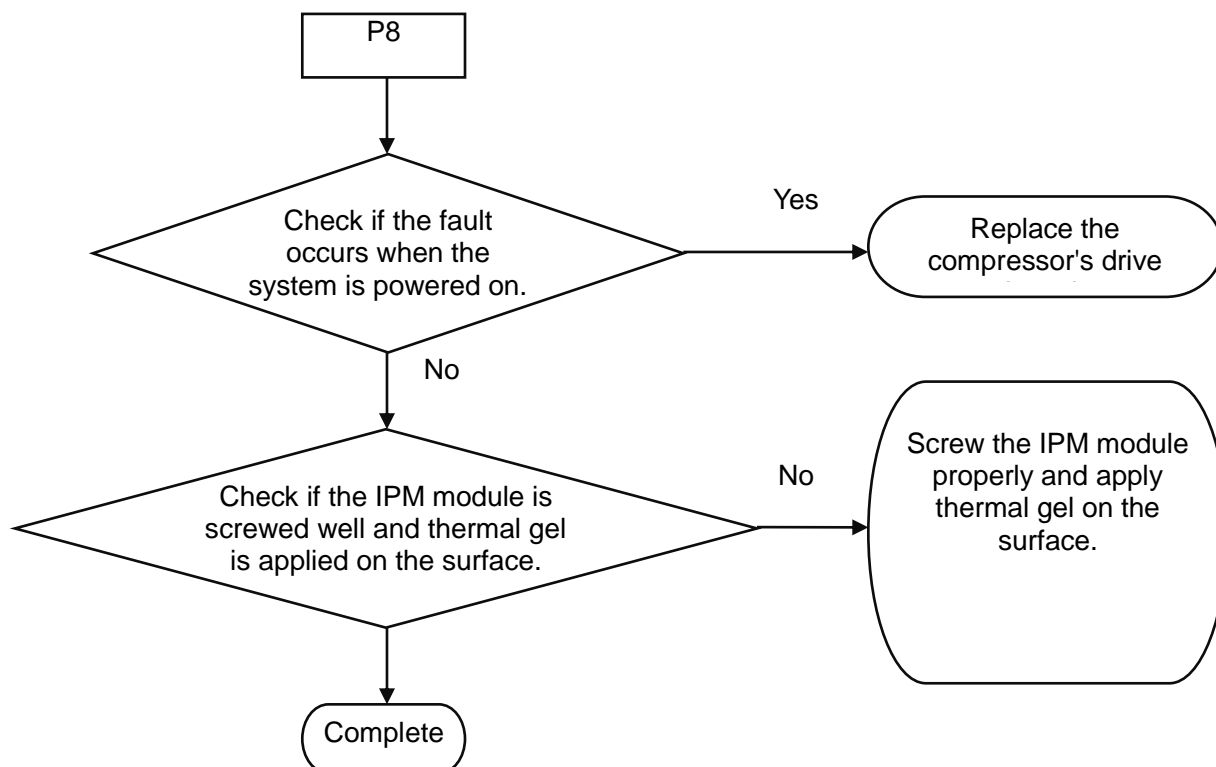 P8
Check if the fault
occurs when the
system is powered on.
Yes
Replace the
compressor's drive
No
Check if the IPM module is
screwed well and thermal gel
is applied on the surface.
No
Screw the IPM module
properly and apply
thermal gel on the
surface.
Complete